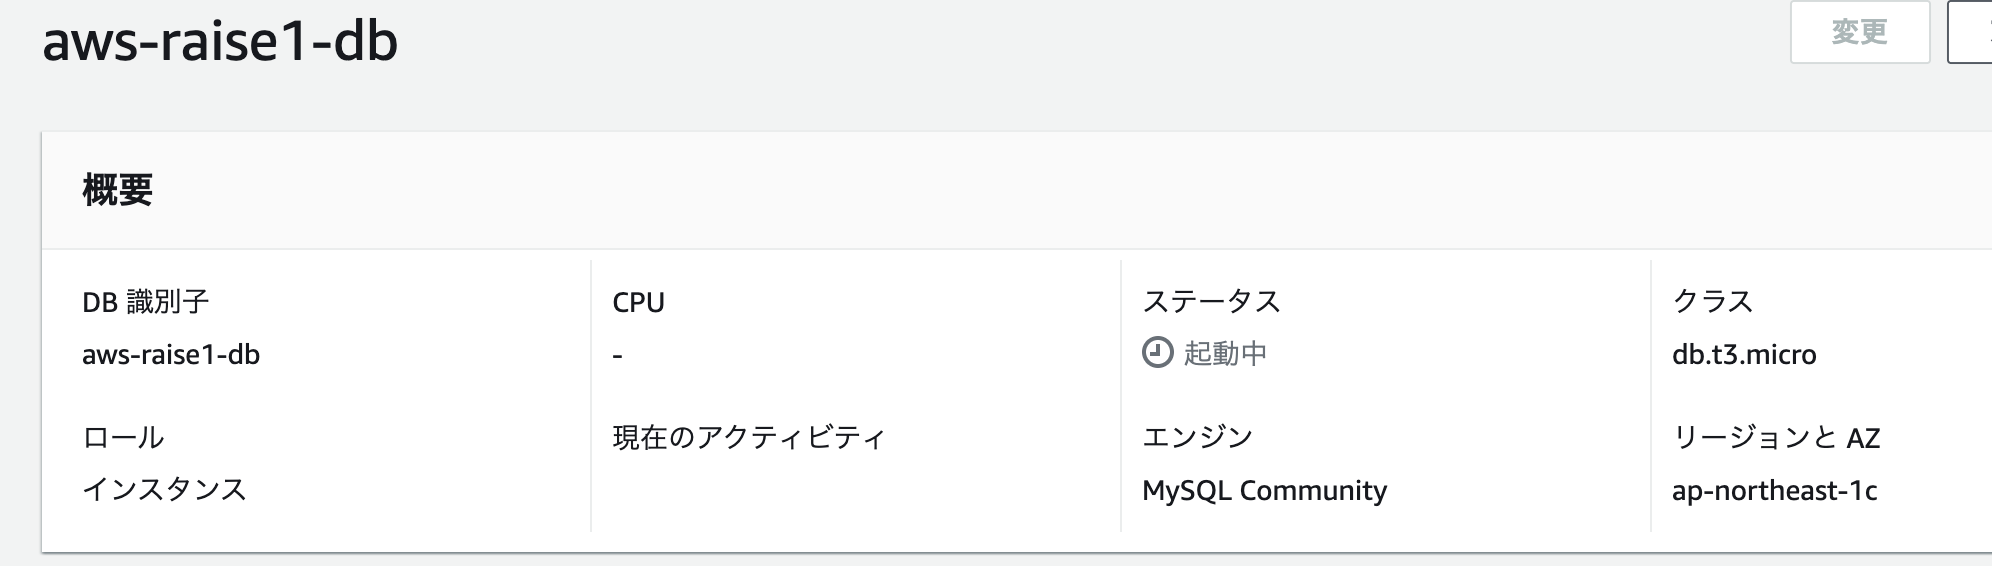 aws-raise1-db
変更
概要
DB 識別子
aws-raise1-db
CPU
-
ステータス
起動中
クラス
db.t3.micro
ロール
インスタンス
現在のアクティビティ
エンジン
MySQL Community
リージョンと AZ
ap-northeast-1c